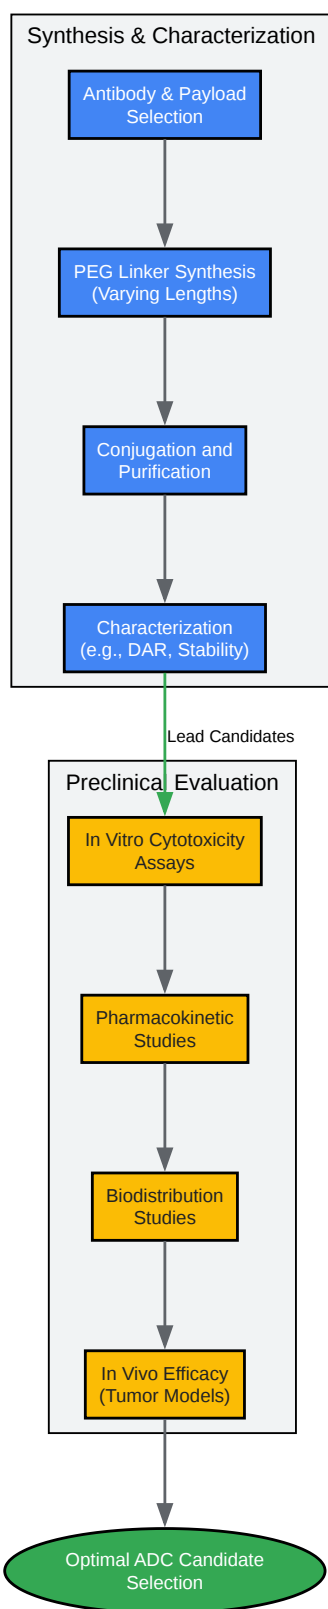 Synthesis & Characterization
Antibody & Payload
Selection
PEG Linker Synthesis
(Varying Lengths)
Conjugation and
Purification
Characterization
(e.g., DAR, Stability)
Lead Candidates
Preclinical Evaluation
In Vitro Cytotoxicity
Assays
Pharmacokinetic
Studies
Biodistribution
Studies
In Vivo Efficacy
(Tumor Models)
Optimal ADC Candidate
Selection